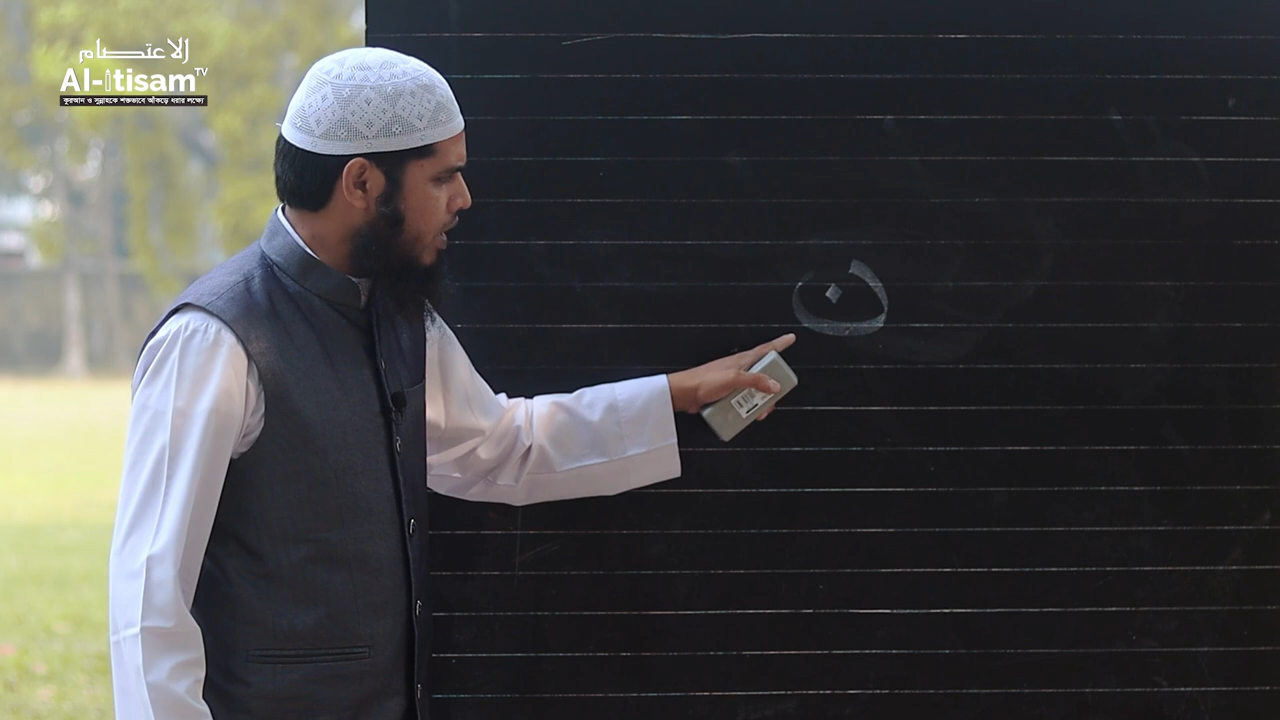 الاعتصام
Al-itisam TV
কুরআন ও সুন্নাহকে শক্তভাবে আঁকড়ে ধরার লক্ষ্যে
ن